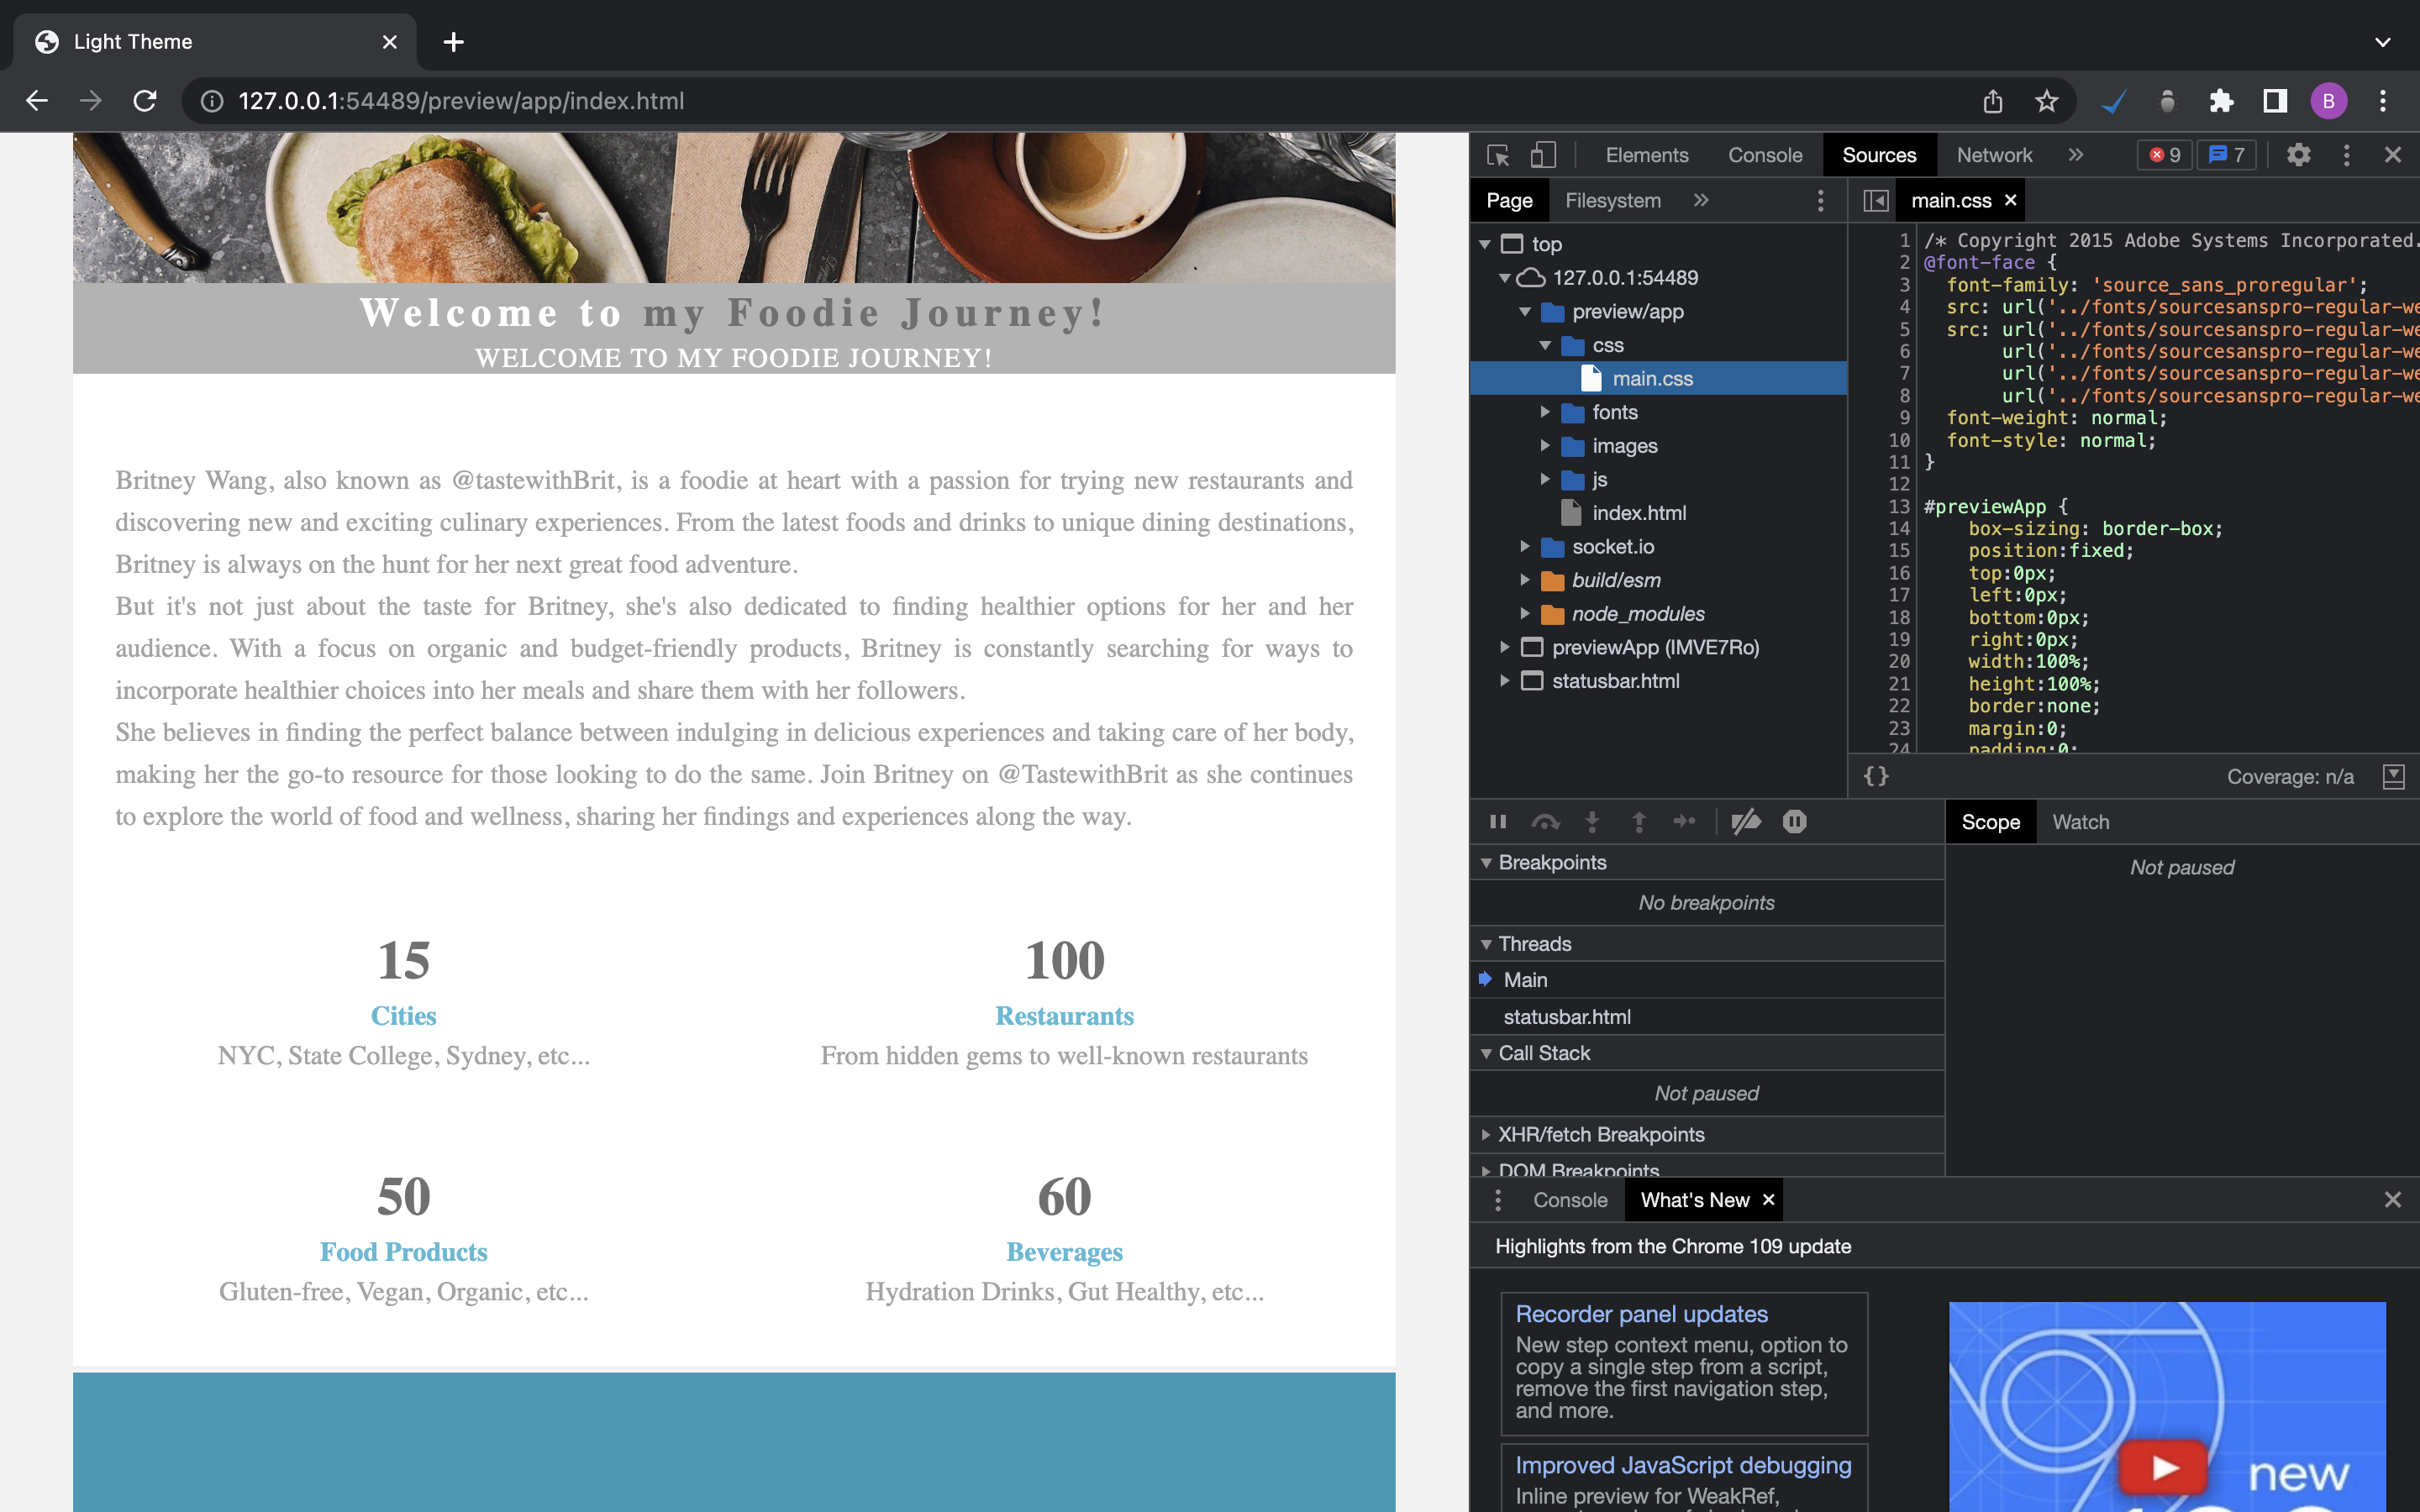 Light Theme
127.0.0.1:54489/preview/app/index.html
B
Welcome to my Foodie Journey!
WELCOME TO MY FOODIE JOURNEY!
Britney Wang, also known as @tastewithBrit, is a foodie at heart with a passion for trying new restaurants and
discovering new and exciting culinary experiences. From the latest foods and drinks to unique dining destinations,
Britney is always on the hunt for her next great food adventure.
But it's not just about the taste for Britney, she's also dedicated to finding healthier options for her and her
audience. With a focus on organic and budget-friendly products, Britney is constantly searching for ways to
incorporate healthier choices into her meals and share them with her followers.
She believes in finding the perfect balance between indulging in delicious experiences and taking care of her body,
making her the go-to resource for those looking to do the same. Join Britney on @TastewithBrit as she continues
to explore the world of food and wellness, sharing her findings and experiences along the way.
15
Cities
NYC, State College, Sydney, etc...
100
Restaurants
From hidden gems to well-known restaurants
50
Food Products
Gluten-free, Vegan, Organic, etc...
60
Beverages
Hydration Drinks, Gut Healthy, etc...
Elements Console Sources Network 9 7
Page Filesystem
top
127.0.0.1:54489
preview/app
css
main.css
fonts
images
js
index.html
socket.io
build/esm
node_modules
previewApp (IMVE7Ro)
statusbar.html
main.css
1 /* Copyright 2015 Adobe Systems Incorporated.
2 @font-face {
3 font-family: 'source_sans_proregular';
4 src: url('../fonts/sourcesanspro-regular-we
5 src: url('../fonts/sourcesanspro-regular-we
6 url('../fonts/sourcesanspro-regular-we
7 url('../fonts/sourcesanspro-regular-we
8 url('../fonts/sourcesanspro-regular-we
9 font-weight: normal;
10 font-style: normal;
11 }
12
13 #previewApp {
14 box-sizing: border-box;
15 position:fixed;
16 top:0px;
17 left:0px;
18 bottom:0px;
19 right:0px;
20 width:100%;
21 height:100%;
22 border:none;
23 margin:0;
24 padding:0;
{} Coverage: n/a
Breakpoints
No breakpoints
Threads
Main
statusbar.html
Call Stack
Not paused
XHR/fetch Breakpoints
DOM Breakpoints
Scope Watch
Not paused
Console What's New
Highlights from the Chrome 109 update
Recorder panel updates
New step context menu, option to
copy a single step from a script,
remove the first navigation step,
and more.
Improved JavaScript debugging
Inline preview for WeakRef,
new